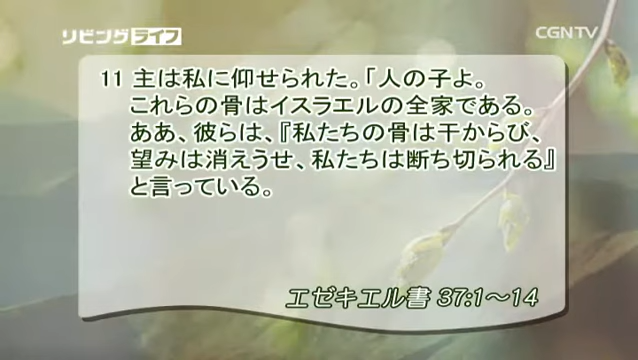 リビングライフ
CGNTV
11 主は私に仰せられた。「人の子よ。
これらの骨はイスラエルの全家である。
ああ、彼らは、『私たちの骨は干からび、
望みは消えうせ、私たちは断ち切られる』
と言っている。
エゼキエル書 37:1～14